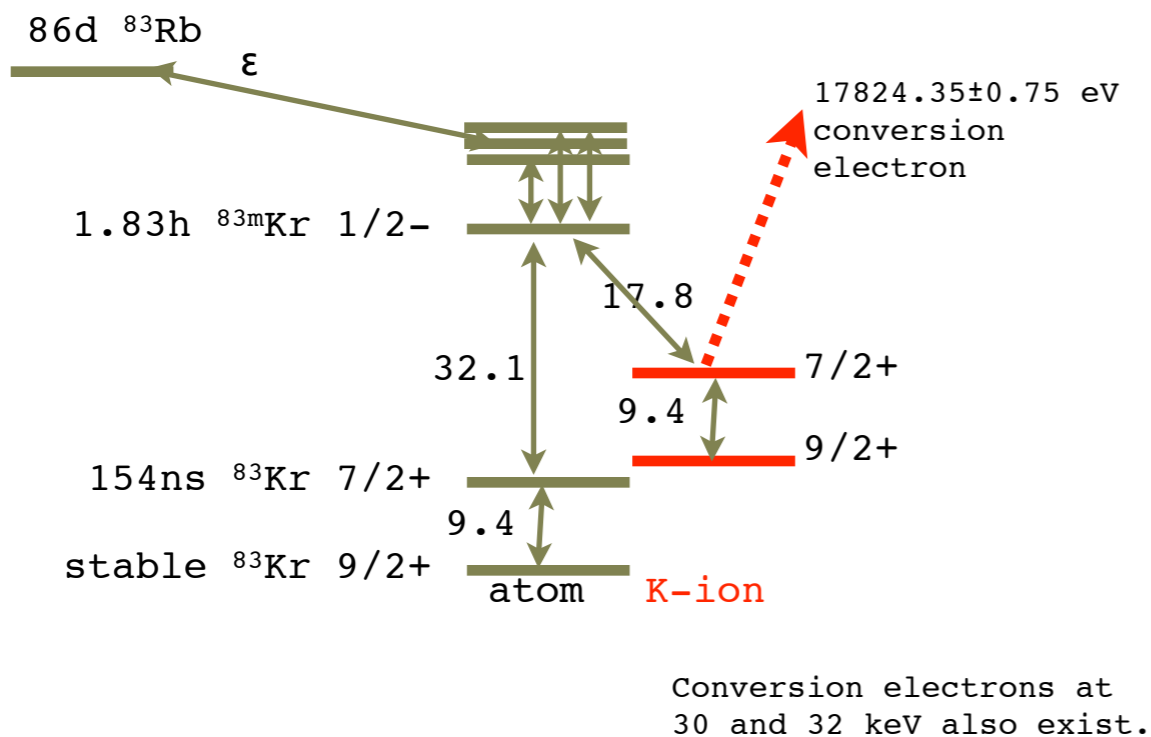 86d ⁸³Rb
ε
17824.35±0.75 eV
conversion
electron
1.83h ⁸³ᵐKr 1/2-
17.8
32.1
7/2+
9.4
9/2+
154ns ⁸³Kr 7/2+
9.4
stable ⁸³Kr 9/2+
atom
K-ion
Conversion electrons at
30 and 32 keV also exist.